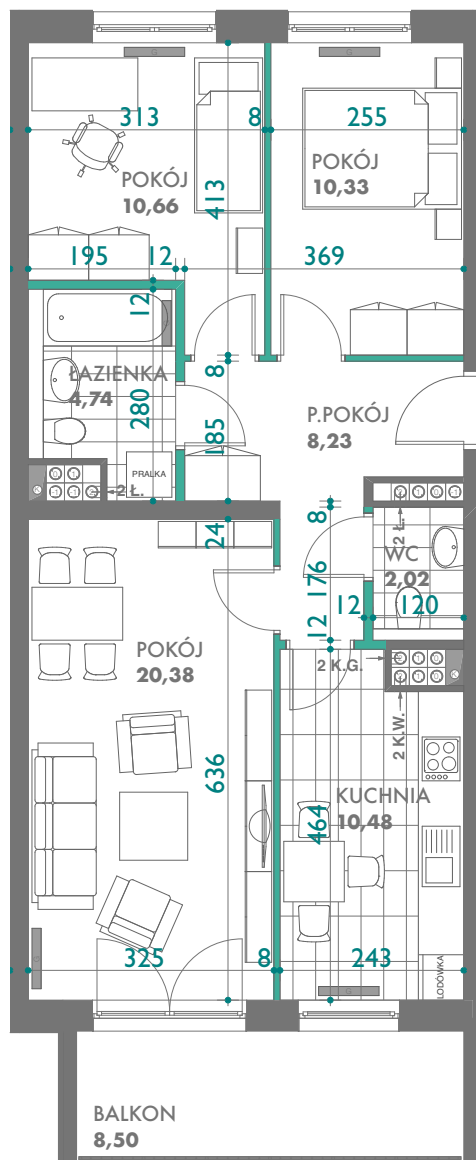 G
G
313
8
255
POKÓJ
10,66
413
POKÓJ
10,33
195
12
369
12
ŁAZIENKA
4,74
280
8
185
P.POKÓJ
8,23
PRALKA
2 Ł.
K
24
8
2 Ł.
WC
2,02
176
12
120
12
POKÓJ
20,38
2 K.G.
K
2 K.W.
636
KUCHNIA
10,48
464
G
325
8
243
G
LODÓWKA
BALKON
8,50